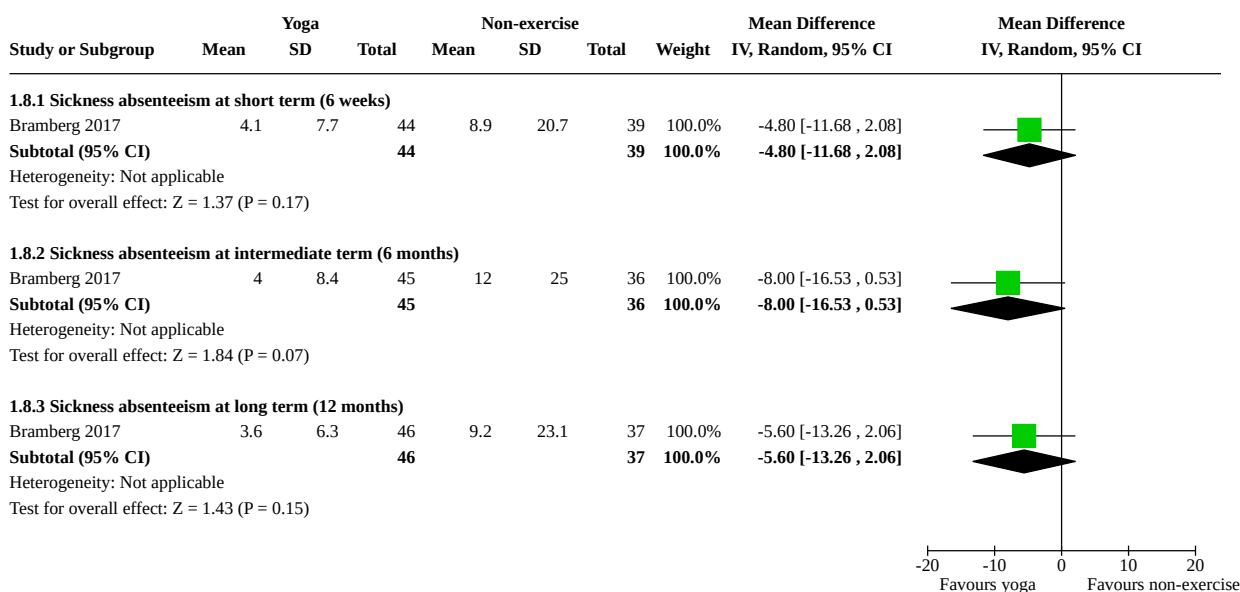 Yoga Non-exercise Mean Difference Mean Difference
Study or Subgroup Mean SD Total Mean SD Total Weight IV, Random, 95% CI IV, Random, 95% CI
1.8.1 Sickness absenteeism at short term (6 weeks)
Bramberg 2017 4.1 7.7 44 8.9 20.7 39 100.0% -4.80 [-11.68 , 2.08]
Subtotal (95% CI) 44 39 100.0% -4.80 [-11.68 , 2.08]
Heterogeneity: Not applicable
Test for overall effect: Z = 1.37 (P = 0.17)
1.8.2 Sickness absenteeism at intermediate term (6 months)
Bramberg 2017 4 8.4 45 12 25 36 100.0% -8.00 [-16.53 , 0.53]
Subtotal (95% CI) 45 36 100.0% -8.00 [-16.53 , 0.53]
Heterogeneity: Not applicable
Test for overall effect: Z = 1.84 (P = 0.07)
1.8.3 Sickness absenteeism at long term (12 months)
Bramberg 2017 3.6 6.3 46 9.2 23.1 37 100.0% -5.60 [-13.26 , 2.06]
Subtotal (95% CI) 46 37 100.0% -5.60 [-13.26 , 2.06]
Heterogeneity: Not applicable
Test for overall effect: Z = 1.43 (P = 0.15)
-20 -10 0 10 20
Favours yoga Favours non-exercise